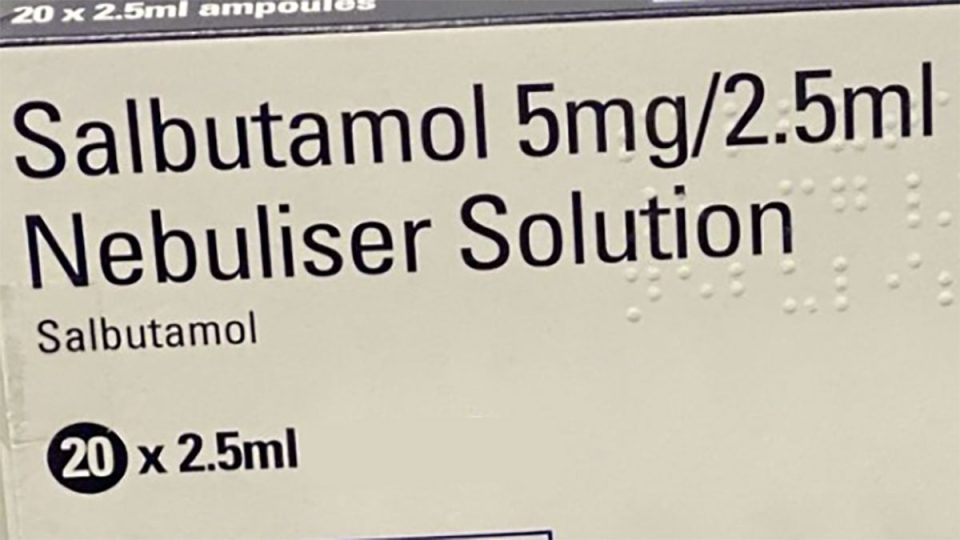 20 x 2.5ml ampoules
Salbutamol 5mg/2.5ml
Nebuliser Solution
Salbutamol
20 x 2.5ml